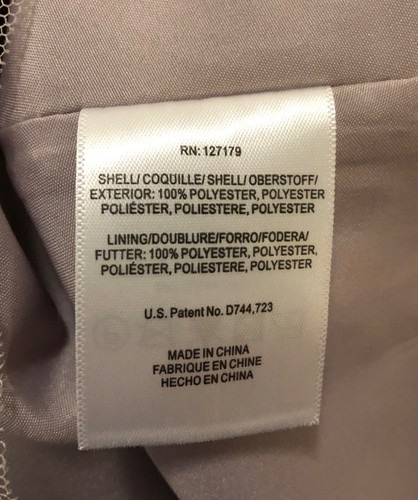 RN: 127179
SHELL/ COQUILLE/ SHELL/ OBERSTOFF/
EXTERIOR: 100% POLYESTER, POLYESTER
POLIÉSTER, POLIESTERE, POLYESTER
LINING/DOUBLURE/FORRO/FODERA/
FUTTER: 100% POLYESTER, POLYESTER,
POLIÉSTER, POLIESTERE, POLYESTER
U.S. Patent No. D744,723
MADE IN CHINA
FABRIQUE EN CHINE
HECHO EN CHINA